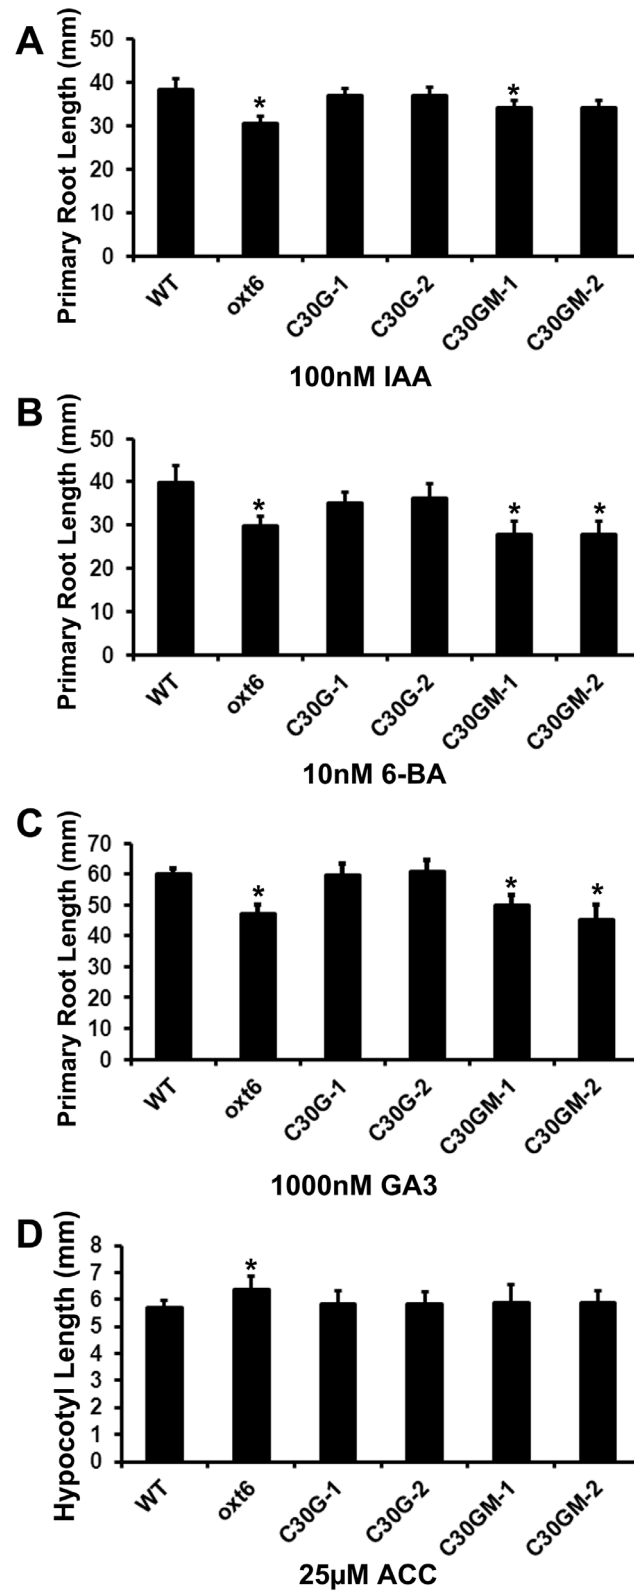 A
Primary Root Length (mm)
50
40
30
20
10
0
*
*
WT
oxt6
C30G-1
C30G-2
C30GM-1
C30GM-2
100nM IAA
B
Primary Root Length (mm)
50
40
30
20
10
0
*
*
*
WT
oxt6
C30G-1
C30G-2
C30GM-1
C30GM-2
10nM 6-BA
C
Primary Root Length (mm)
70
60
50
40
30
20
10
0
*
*
*
WT
oxt6
C30G-1
C30G-2
C30GM-1
C30GM-2
1000nM GA3
D
Hypocotyl Length (mm)
8
7
6
5
4
3
2
1
0
*
WT
oxt6
C30G-1
C30G-2
C30GM-1
C30GM-2
25µM ACC